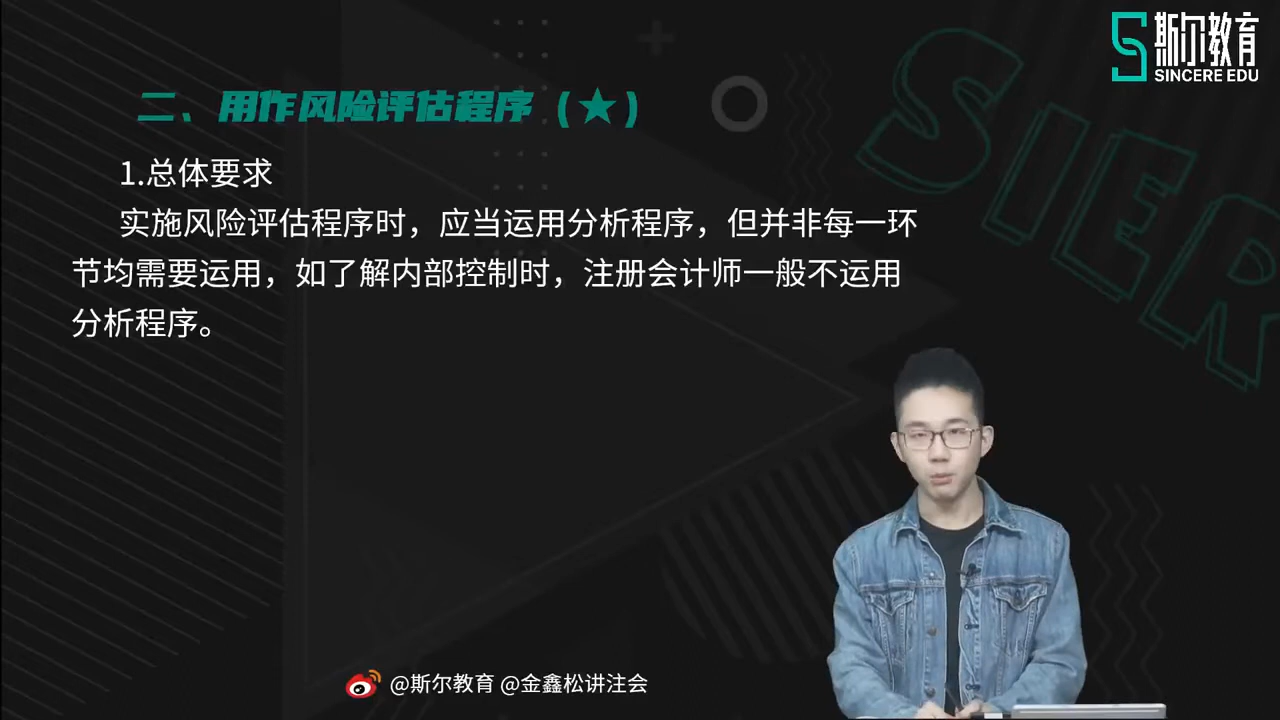 斯尔教育
SINCERE EDU
SIER
二、用作风险评估程序（★）
1.总体要求
实施风险评估程序时，应当运用分析程序，但并非每一环
节均需要运用，如了解内部控制时，注册会计师一般不运用
分析程序。
@斯尔教育 @金鑫松讲注会